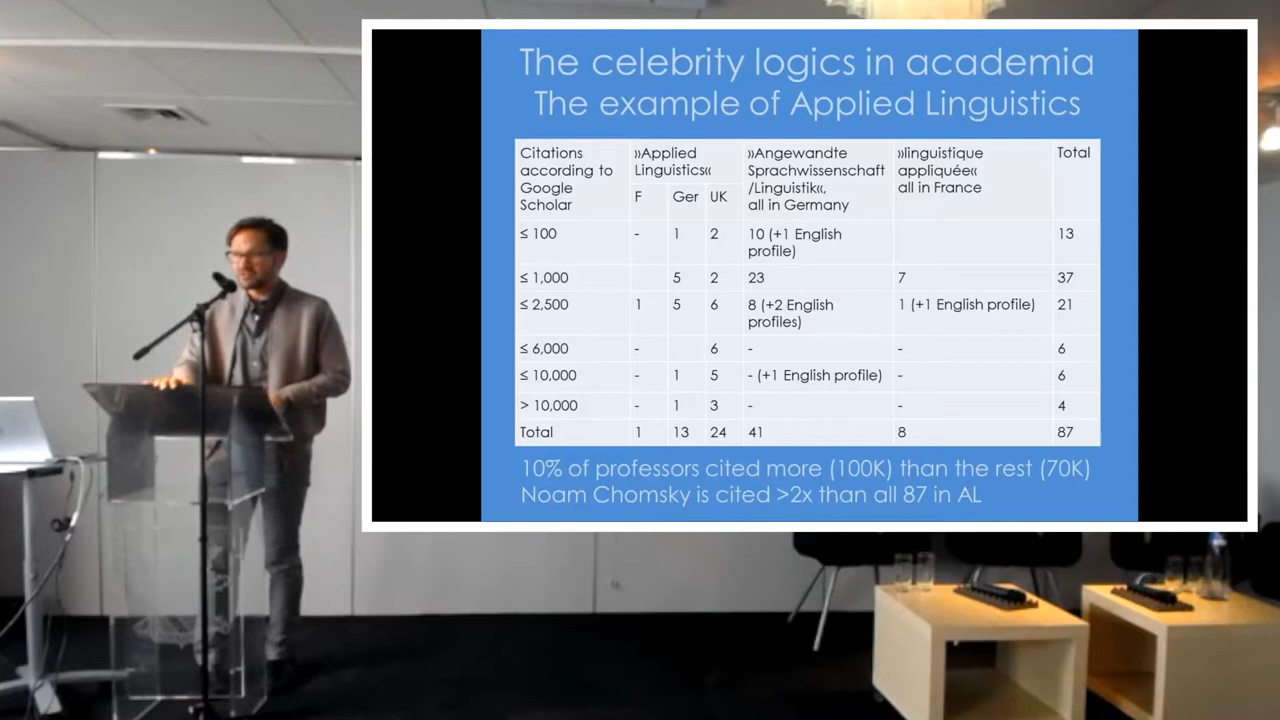 The celebrity logics in academia
The example of Applied Linguistics
Citations according to Google Scholar »Applied Linguistics« »Angewandte Sprachwissenschaft /Linguistik«, all in Germany »linguistique appliquée« all in France Total
F Ger UK
≤ 100 - 1 2 10 (+1 English profile) 13
≤ 1,000 5 2 23 7 37
≤ 2,500 1 5 6 8 (+2 English profiles) 1 (+1 English profile) 21
≤ 6,000 - 6 - - 6
≤ 10,000 - 1 5 - (+1 English profile) - 6
> 10,000 - 1 3 - - 4
Total 1 13 24 41 8 87
10% of professors cited more (100K) than the rest (70K)
Noam Chomsky is cited >2x than all 87 in AL